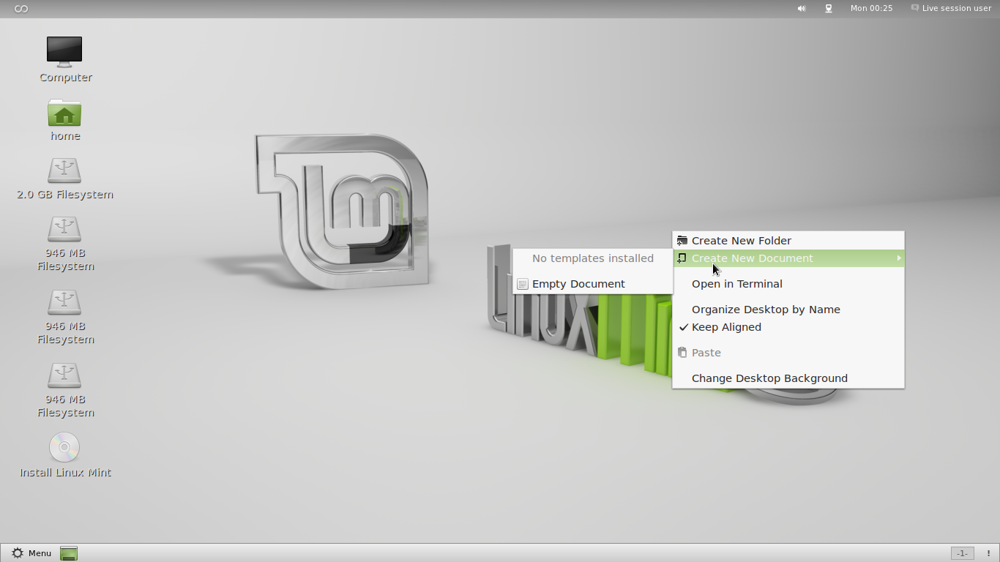 Mon 00:25
Live session user
Computer
home
2.0 GB Filesystem
946 MB
Filesystem
946 MB
Filesystem
946 MB
Filesystem
Install Linux Mint
lm
LINUX
No templates installed
Empty Document
Create New Folder
Create New Document
Open in Terminal
Organize Desktop by Name
Keep Aligned
Paste
Change Desktop Background
Menu
-1-
!